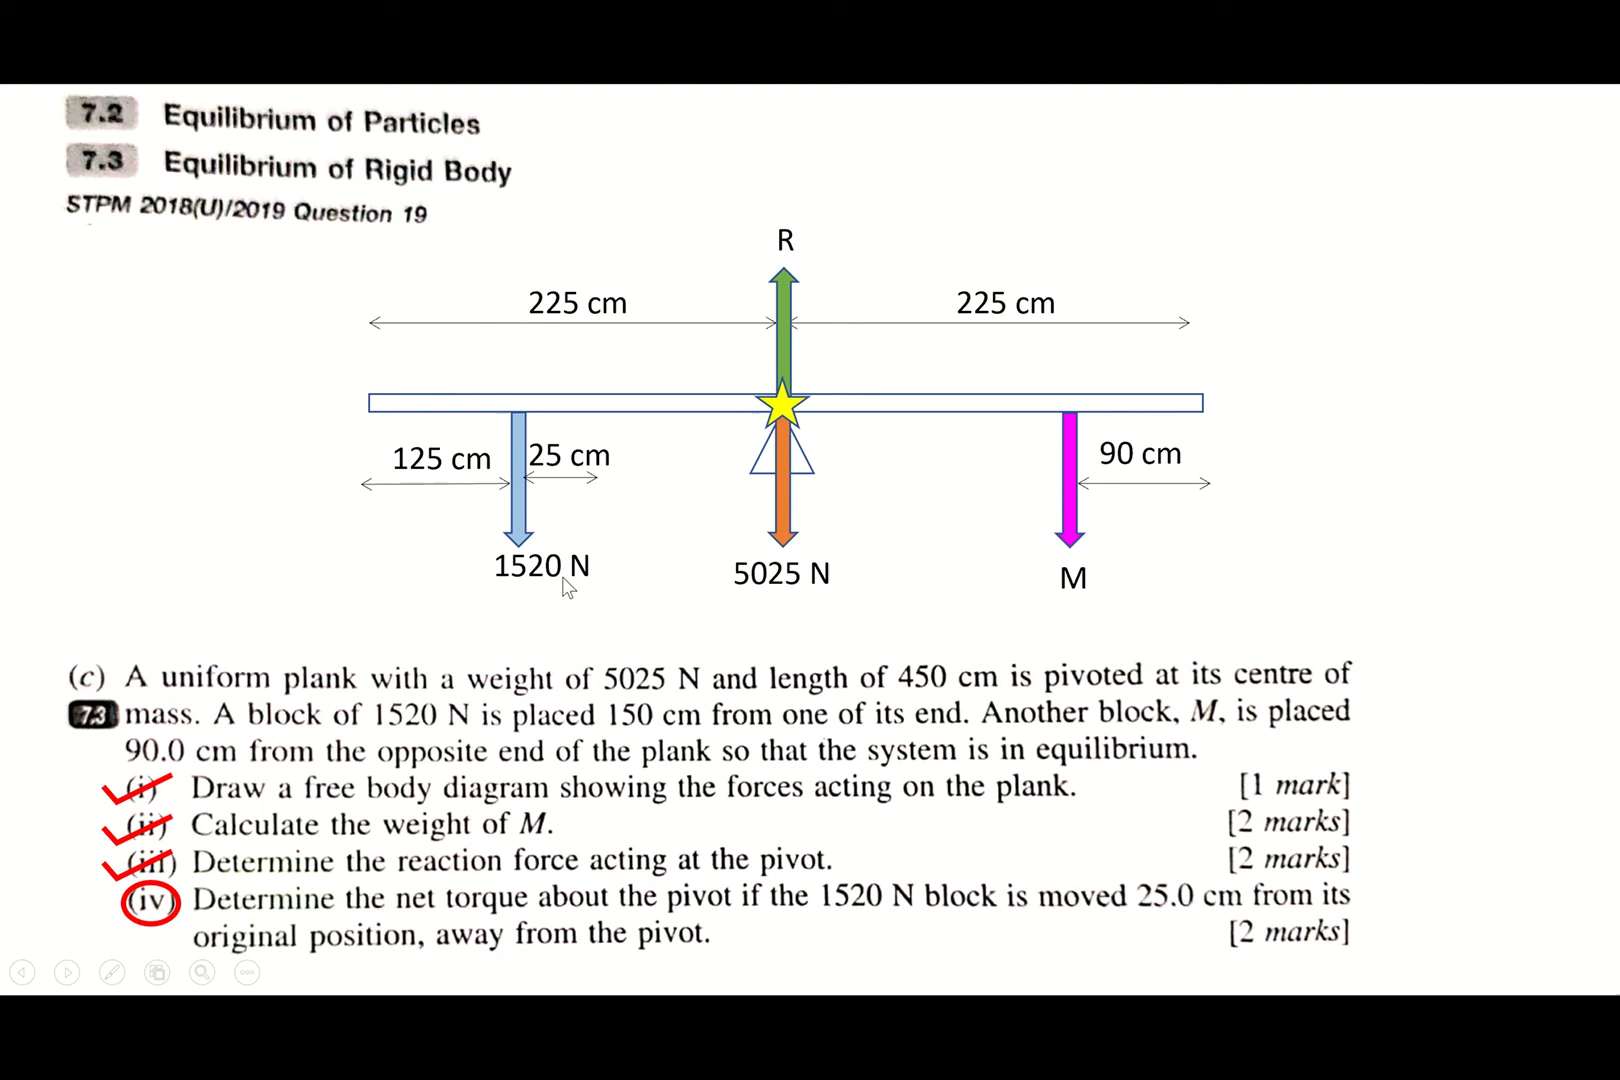 7.2 Equilibrium of Particles
7.3 Equilibrium of Rigid Body
STPM 2018(U)/2019 Question 19
R
225 cm 225 cm
125 cm 25 cm 90 cm
1520 N 5025 N M
(c) A uniform plank with a weight of 5025 N and length of 450 cm is pivoted at its centre of
7.3 mass. A block of 1520 N is placed 150 cm from one of its end. Another block, M, is placed
90.0 cm from the opposite end of the plank so that the system is in equilibrium.
(i) Draw a free body diagram showing the forces acting on the plank. [1 mark]
(ii) Calculate the weight of M. [2 marks]
(iii) Determine the reaction force acting at the pivot. [2 marks]
(iv) Determine the net torque about the pivot if the 1520 N block is moved 25.0 cm from its
original position, away from the pivot. [2 marks]